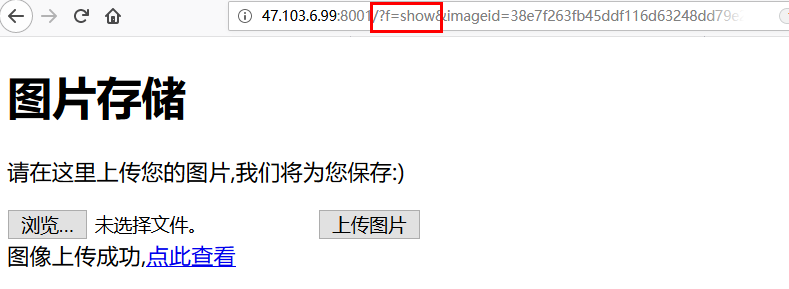 47.103.6.99:8001/?f=show&imageid=38e7f263fb45ddf116d63248dd79e
图片存储
请在这里上传您的图片,我们将为您保存:)
浏览... 未选择文件。 上传图片
图像上传成功,点此查看